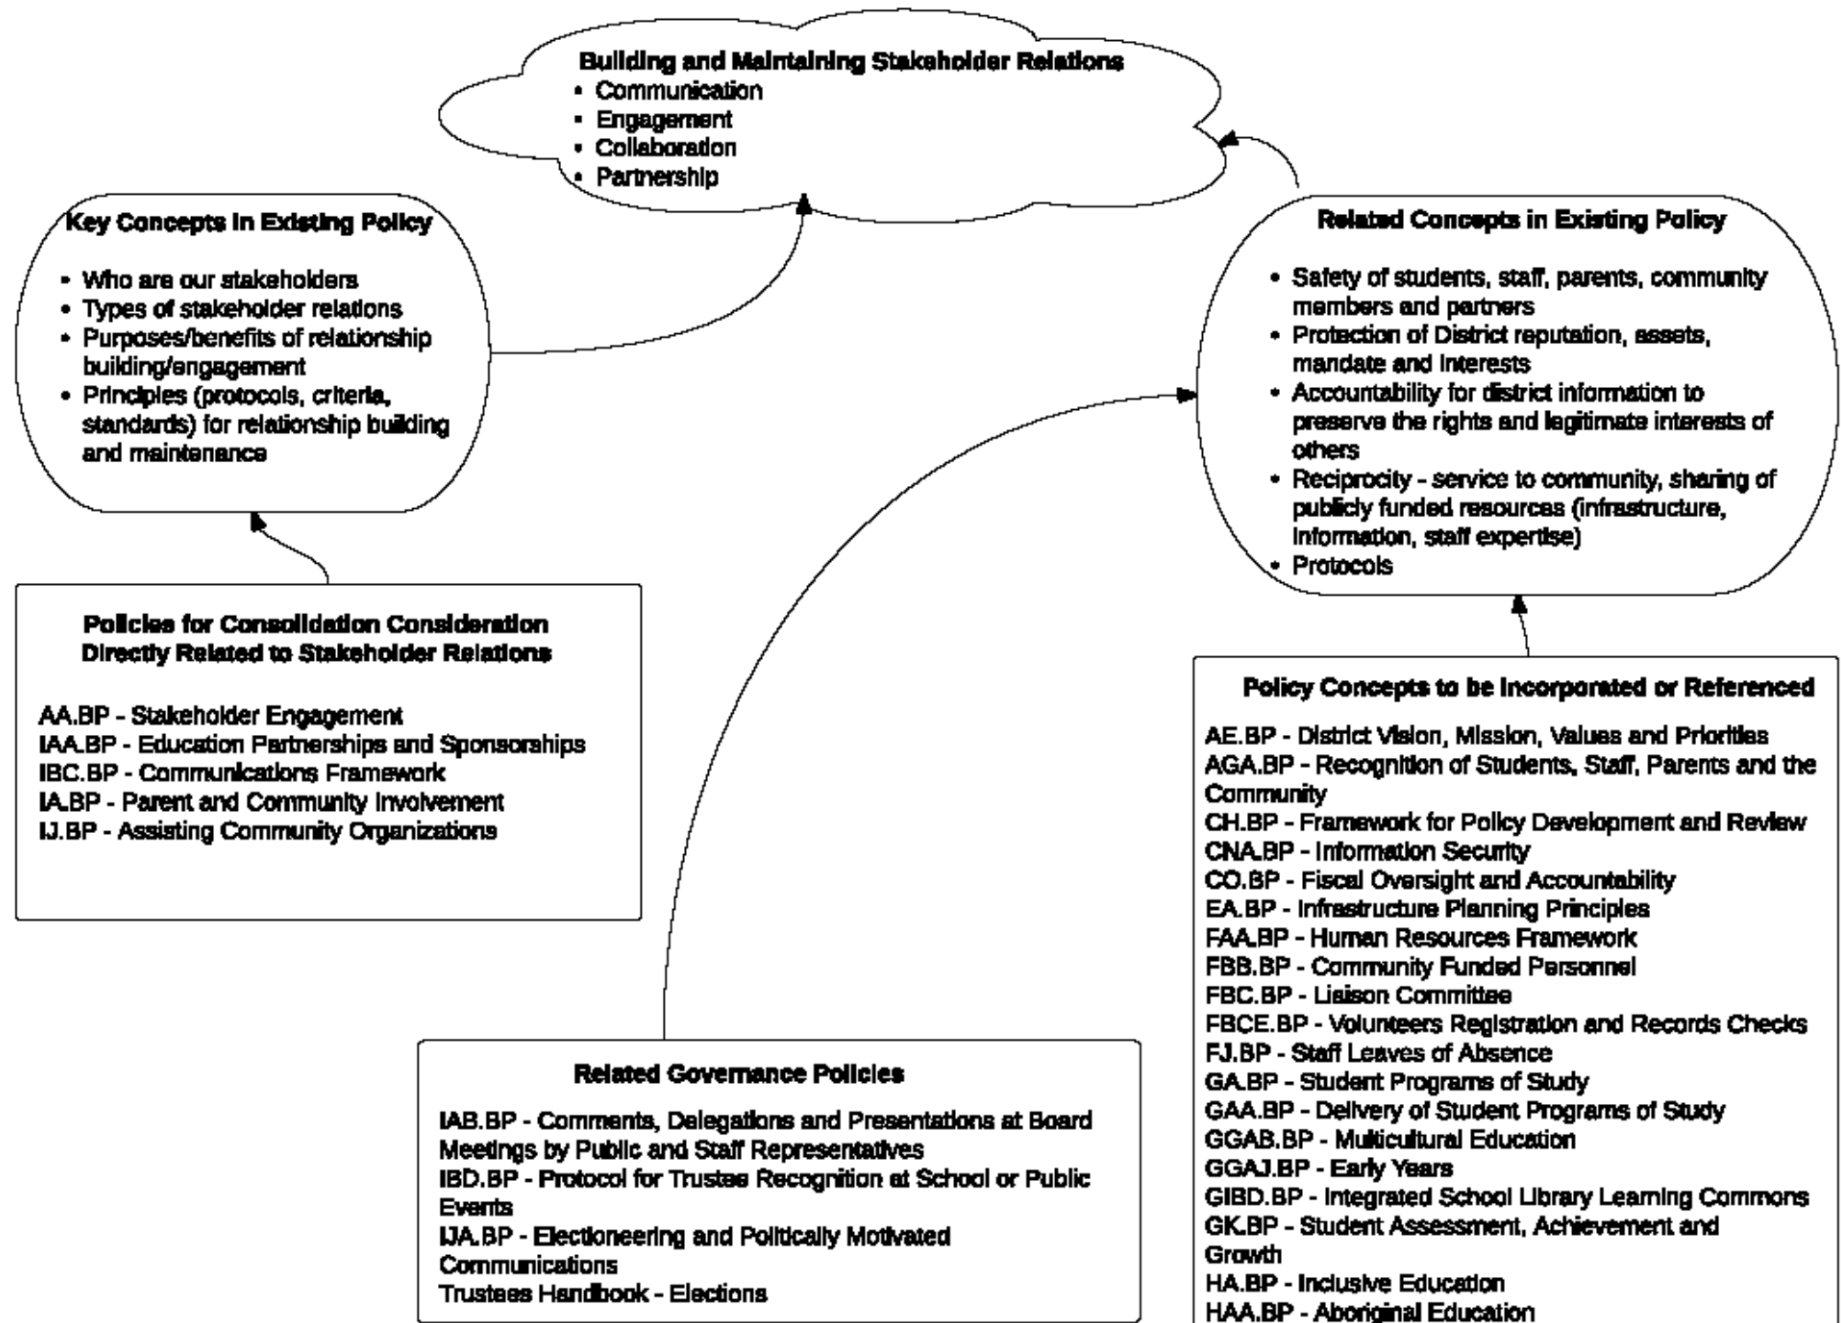 Building and Maintaining Stakeholder Relations
• Communication
• Engagement
• Collaboration
• Partnership
Key Concepts in Existing Policy
• Who are our stakeholders
• Types of stakeholder relations
• Purposes/benefits of relationship
building/engagement
• Principles (protocols, criteria,
standards) for relationship building
and maintenance
Related Concepts in Existing Policy
• Safety of students, staff, parents, community
members and partners
• Protection of District reputation, assets,
mandate and interests
• Accountability for district information to
preserve the rights and legitimate interests of
others
• Reciprocity - service to community, sharing of
publicly funded resources (infrastructure,
information, staff expertise)
• Protocols
Policies for Consolidation Consideration
Directly Related to Stakeholder Relations
AA.BP - Stakeholder Engagement
IAA.BP - Education Partnerships and Sponsorships
IBC.BP - Communications Framework
IA.BP - Parent and Community Involvement
IJ.BP - Assisting Community Organizations
Related Governance Policies
IAB.BP - Comments, Delegations and Presentations at Board
Meetings by Public and Staff Representatives
IBD.BP - Protocol for Trustee Recognition at School or Public
Events
IJA.BP - Electioneering and Politically Motivated
Communications
Trustees Handbook - Elections
Policy Concepts to be Incorporated or Referenced
AE.BP - District Vision, Mission, Values and Priorities
AGA.BP - Recognition of Students, Staff, Parents and the
Community
CH.BP - Framework for Policy Development and Review
CNA.BP - Information Security
CO.BP - Fiscal Oversight and Accountability
EA.BP - Infrastructure Planning Principles
FAA.BP - Human Resources Framework
FBB.BP - Community Funded Personnel
FBC.BP - Liaison Committee
FBCE.BP - Volunteers Registration and Records Checks
FJ.BP - Staff Leaves of Absence
GA.BP - Student Programs of Study
GAA.BP - Delivery of Student Programs of Study
GGAB.BP - Multicultural Education
GGAJ.BP - Early Years
GIBD.BP - Integrated School Library Learning Commons
GK.BP - Student Assessment, Achievement and
Growth
HA.BP - Inclusive Education
HAA.BP - Aboriginal Education